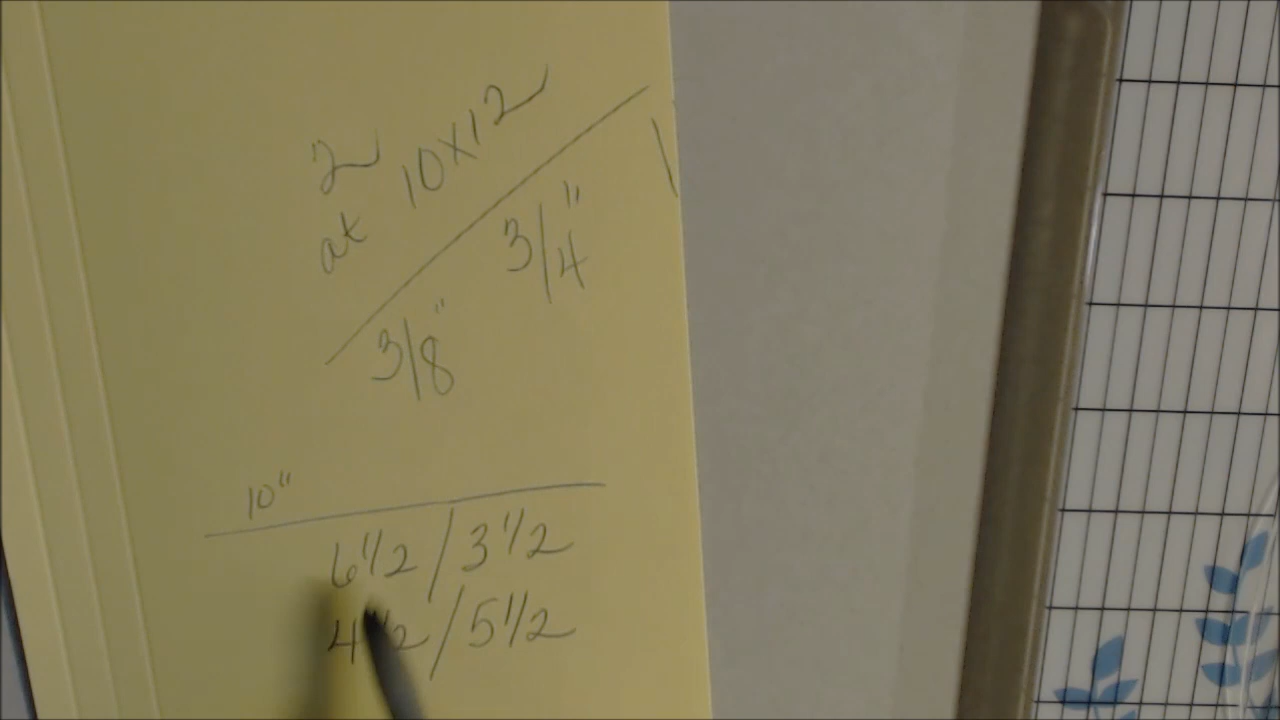 2
at 10x12
3/8" 3/4"
10"
6 1/2 / 3 1/2
4 1/2 / 5 1/2